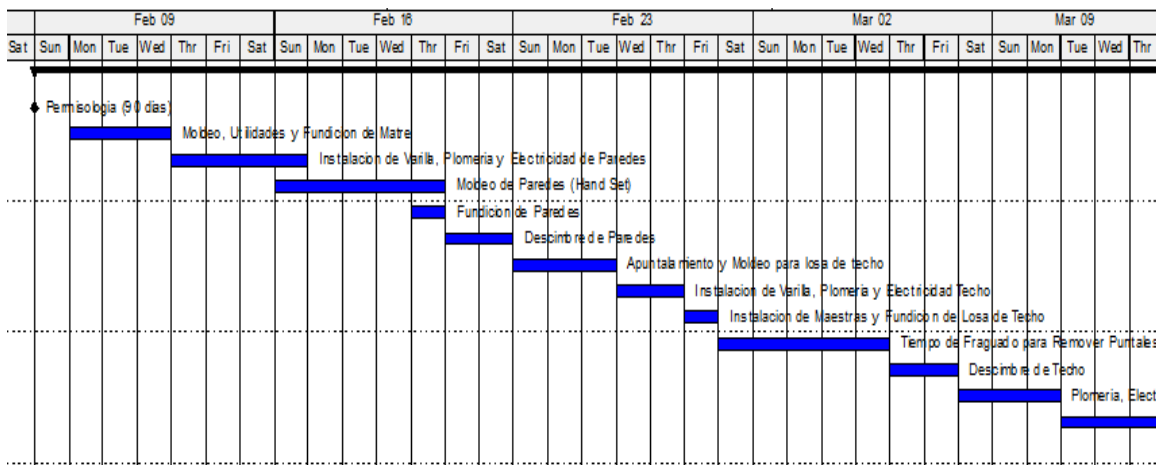 Feb 09 Feb 16 Feb 23 Mar 02 Mar 09
Sat Sun Mon Tue Wed Thr Fri Sat Sun Mon Tue Wed Thr Fri Sat Sun Mon Tue Wed Thr Fri Sat Sun Mon Tue Wed Thr Fri Sat Sun Mon Tue Wed Thr
Permisologia (90 dias)
Moldeo, Utilidades y Fundicion de Matre
Instalacion de Varilla, Plomeria y Electricidad de Paredes
Moldeo de Paredes (Hand Set)
Fundicion de Paredes
Descimbre de Paredes
Apuntalamiento y Moldeo para losa de techo
Instalacion de Varilla, Plomeria y Electricidad Techo
Instalacion de Maestras y Fundicon de Losa de Techo
Tiempo de Fraguado para Remover Puntales
Descimbre de Techo
Plomeria, Elect